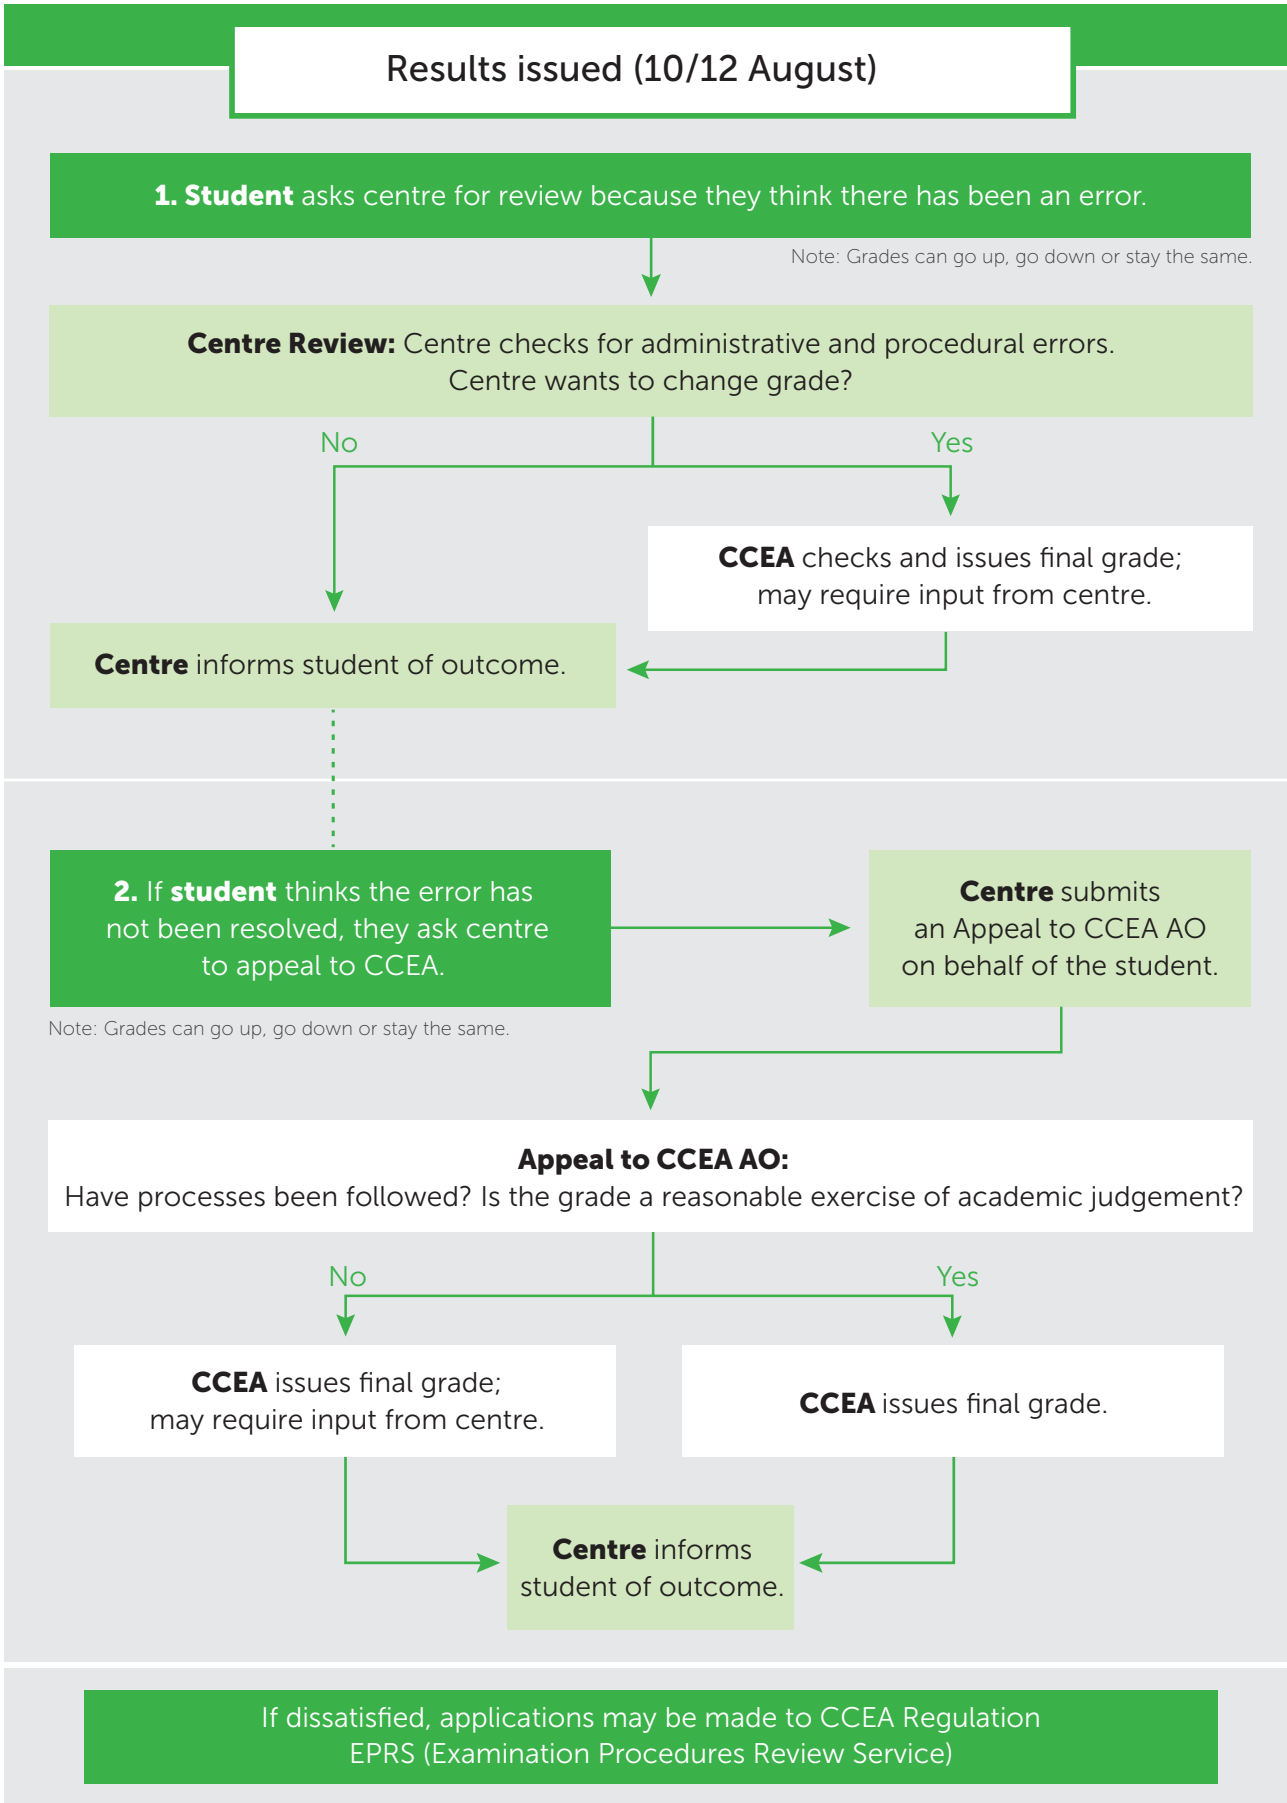 Results issued (10/12 August)
1. Student asks centre for review because they think there has been an error.
Note: Grades can go up, go down or stay the same.
Centre Review: Centre checks for administrative and procedural errors.
Centre wants to change grade?
No
Yes
CCEA checks and issues final grade;
may require input from centre.
Centre informs student of outcome.
2. If student thinks the error has
not been resolved, they ask centre
to appeal to CCEA.
Note: Grades can go up, go down or stay the same.
Centre submits
an Appeal to CCEA AO
on behalf of the student.
Appeal to CCEA AO:
Have processes been followed? Is the grade a reasonable exercise of academic judgement?
No
Yes
CCEA issues final grade;
may require input from centre.
CCEA issues final grade.
Centre informs
student of outcome.
If dissatisfied, applications may be made to CCEA Regulation
EPRS (Examination Procedures Review Service)